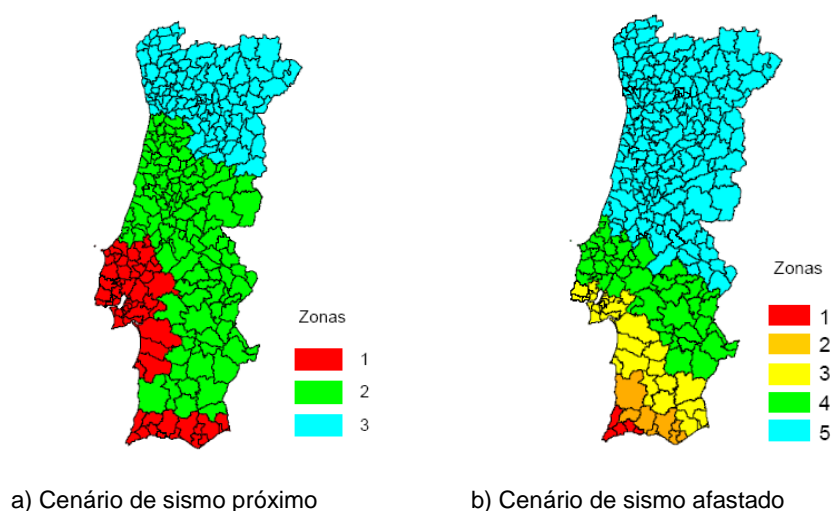 Zonas
1
2
3
Zonas
1
2
3
4
5
a) Cenário de sismo próximo
b) Cenário de sismo afastado